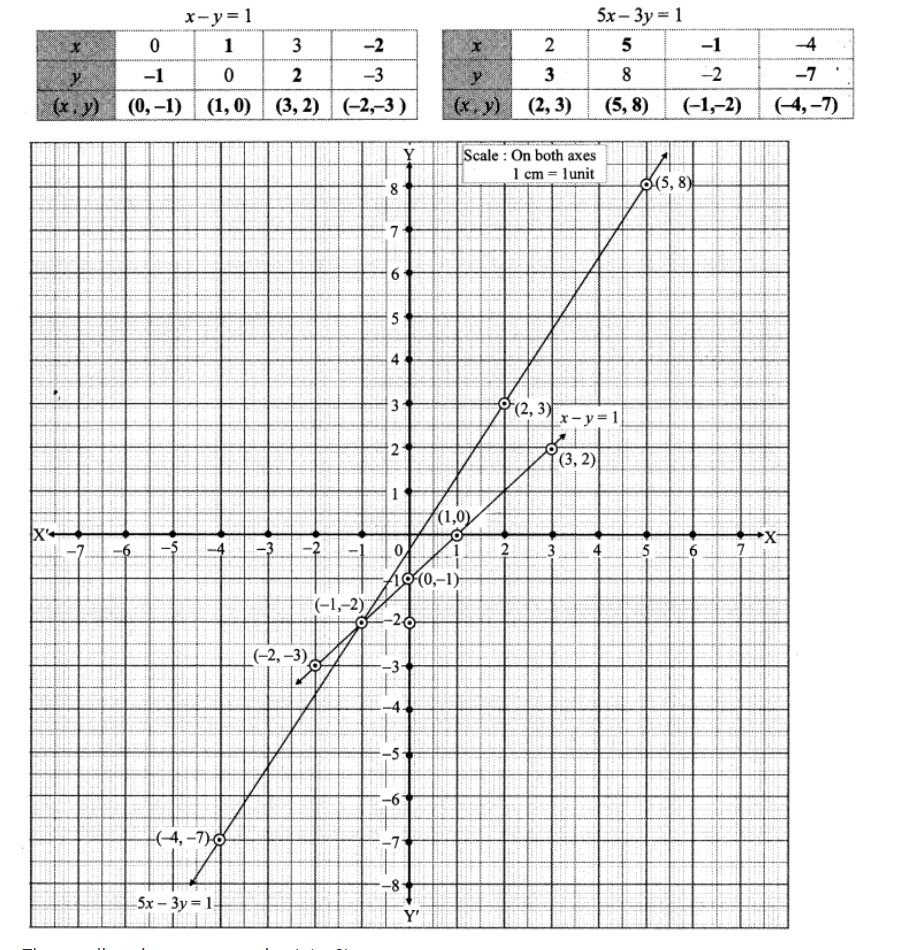 x – y = 1
x 0 1 3 –2
y –1 0 2 –3
(x , y) (0, –1) (1, 0) (3, 2) (–2,–3 )
5x – 3y = 1
x 2 5 –1 –4
y 3 8 –2 –7
(x , y) (2, 3) (5, 8) (–1,–2) (–4, –7)
Y
Scale : On both axes
1 cm = 1unit
8
(5, 8)
7
6
5
4
3
(2, 3)
x – y = 1
2
(3, 2)
1
(1,0)
X′ X
–7 –6 –5 –4 –3 –2 –1 0 1 2 3 4 5 6 7
–1
(0,–1)
(–1,–2)
–2
(–2, –3)
–3
–4
–5
–6
(–4, –7)
–7
–8
5x – 3y = 1
Y′